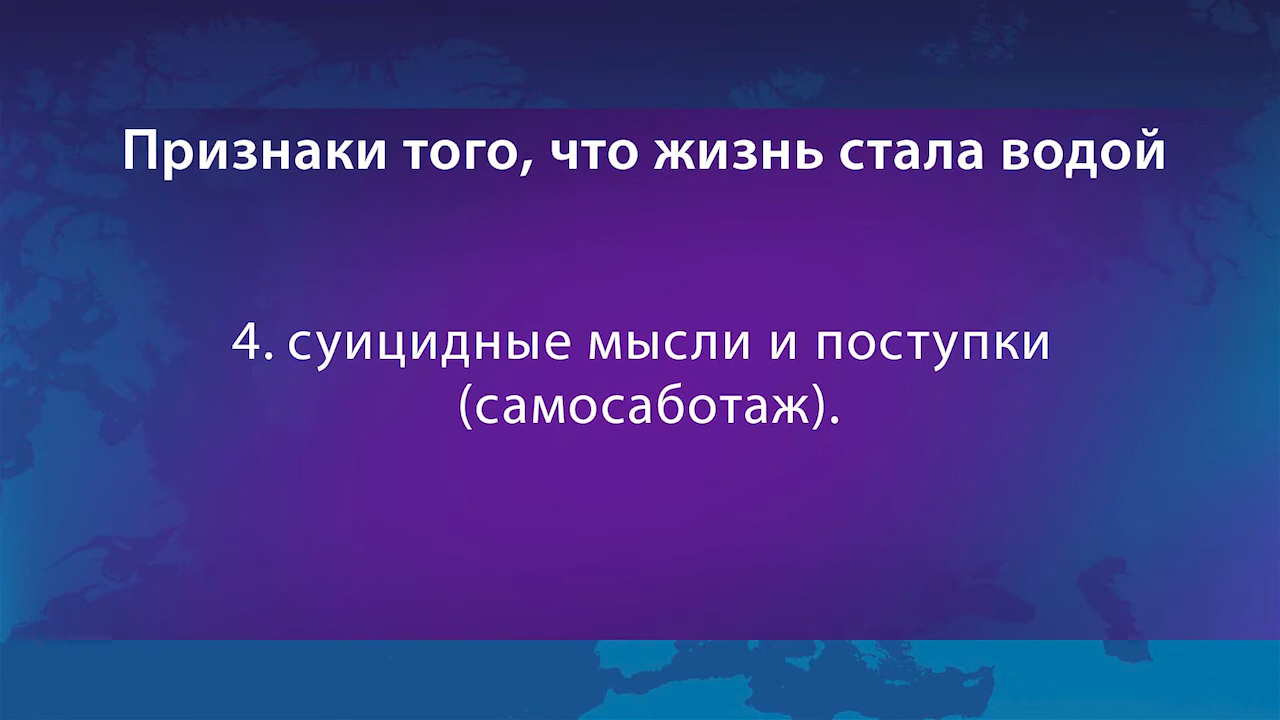 Признаки того, что жизнь стала водой
4. суицидные мысли и поступки
(самосаботаж).